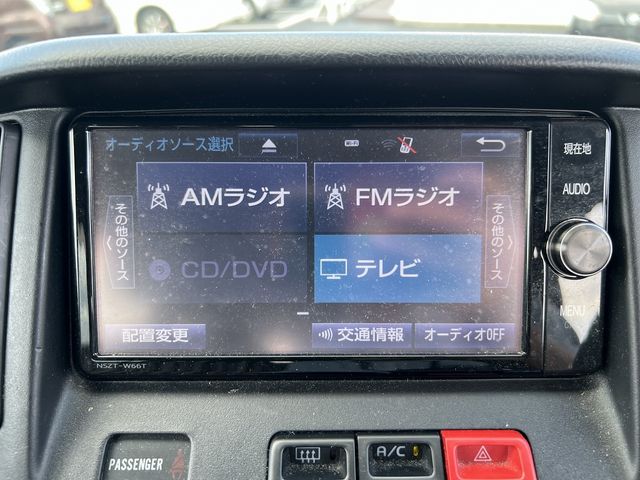 オーディオソース選択
Wi-Fi
現在地
AMラジオ
FMラジオ
AUDIO
その他のソース
その他のソース
CD/DVD
テレビ
MENU
配置変更
交通情報
オーディオOFF
NSZT-W66T
PASSENGER
A/C